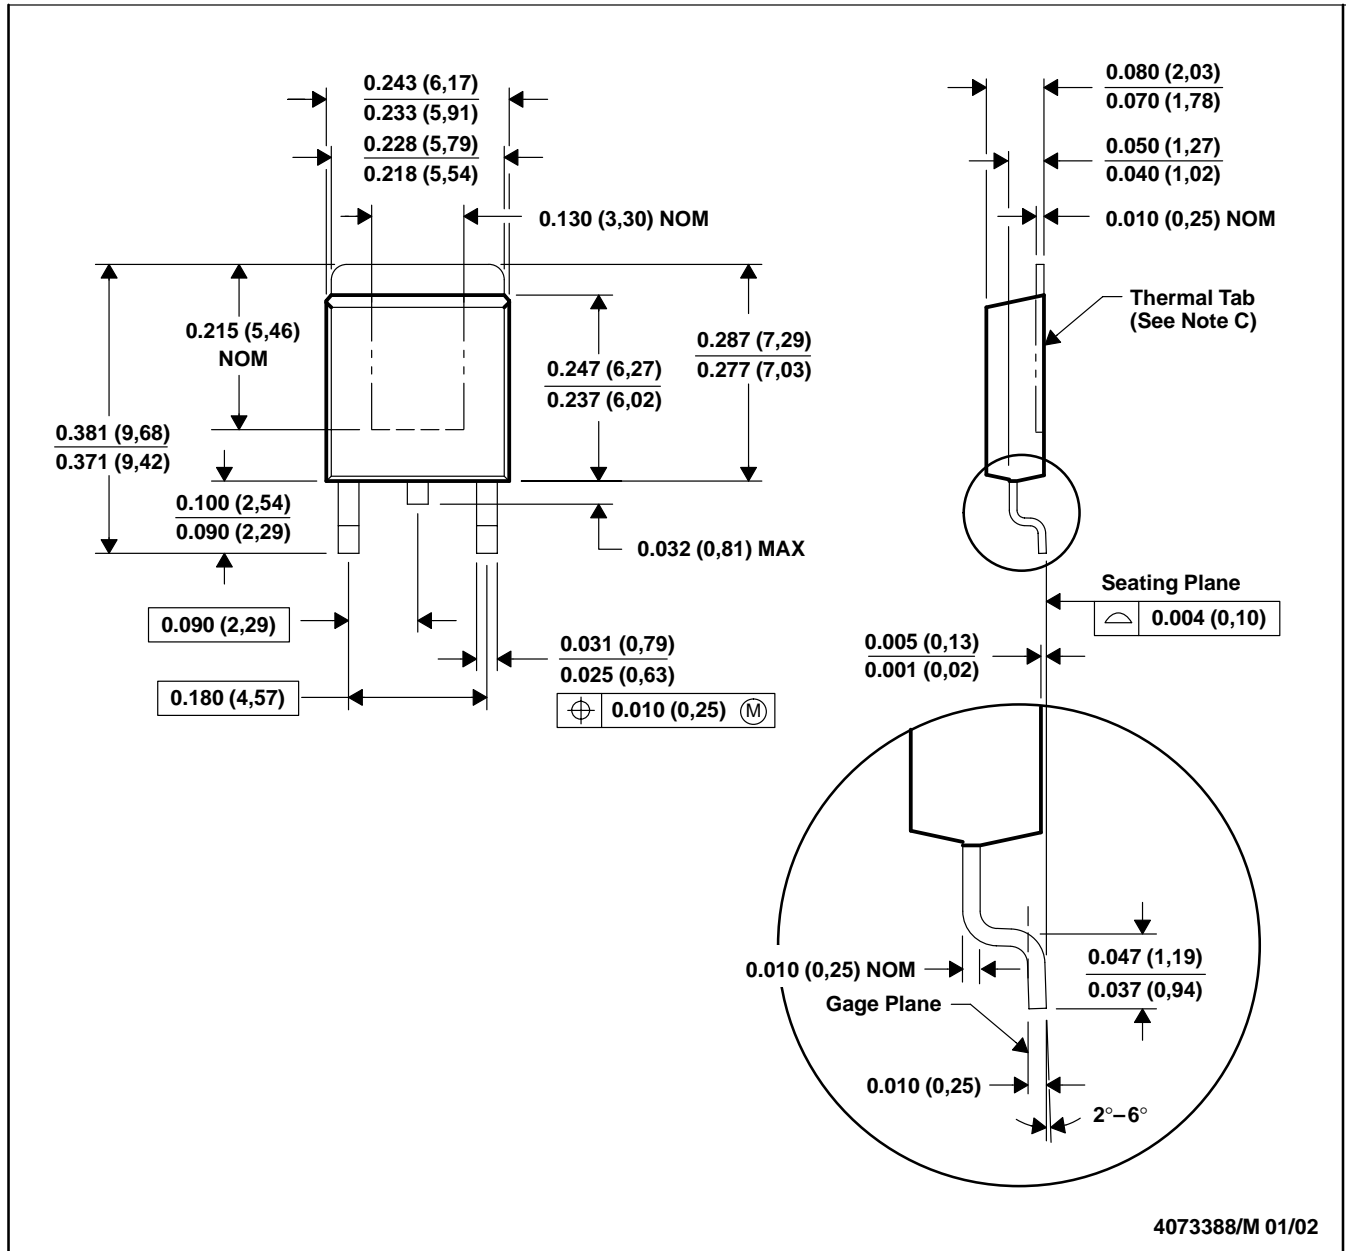 0.243 (6,17)
0.233 (5,91)
0.228 (5,79)
0.218 (5,54)
0.130 (3,30) NOM
0.215 (5,46)
NOM
0.287 (7,29)
0.277 (7,03)
0.247 (6,27)
0.237 (6,02)
0.381 (9,68)
0.371 (9,42)
0.100 (2,54)
0.090 (2,29)
0.032 (0,81) MAX
0.090 (2,29)
0.031 (0,79)
0.025 (0,63)
0.180 (4,57)
0.010 (0,25) Ⓜ
0.080 (2,03)
0.070 (1,78)
0.050 (1,27)
0.040 (1,02)
0.010 (0,25) NOM
Thermal Tab
(See Note C)
Seating Plane
0.004 (0,10)
0.005 (0,13)
0.001 (0,02)
0.047 (1,19)
0.037 (0,94)
0.010 (0,25) NOM
Gage Plane
0.010 (0,25)
2°–6°
4073388/M 01/02